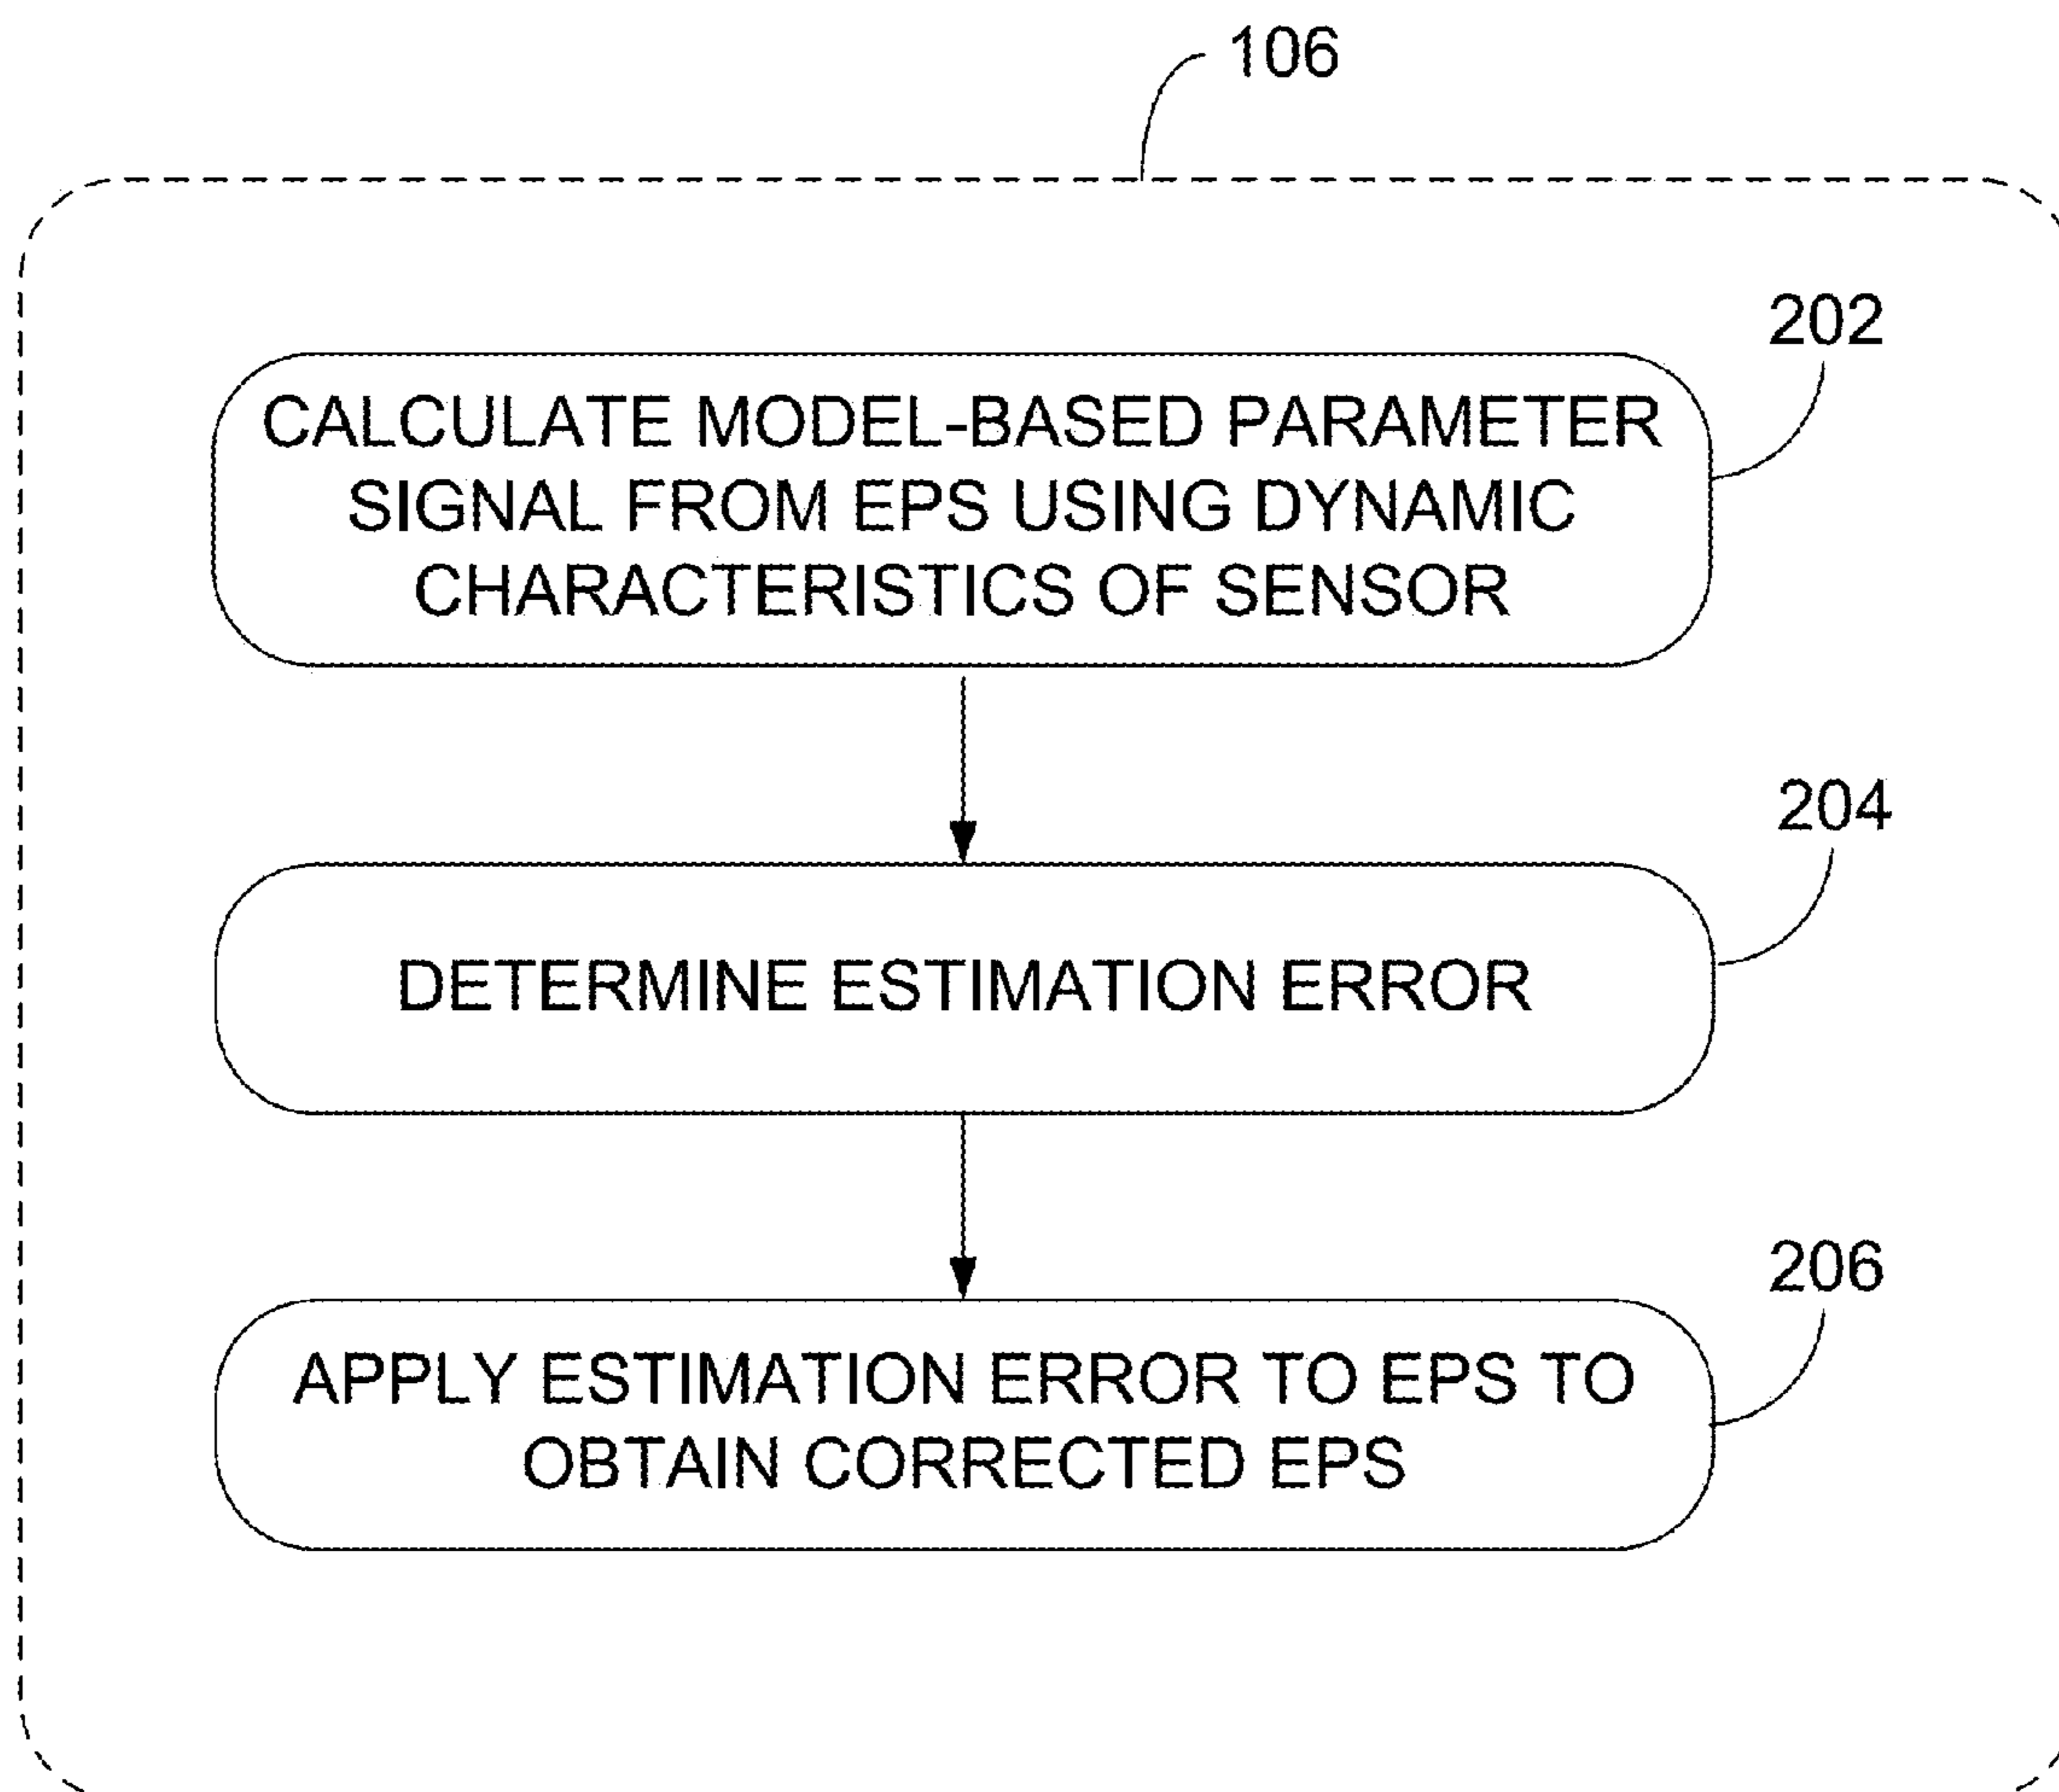 106
202
CALCULATE MODEL-BASED PARAMETER
SIGNAL FROM EPS USING DYNAMIC
CHARACTERISTICS OF SENSOR
204
DETERMINE ESTIMATION ERROR
206
APPLY ESTIMATION ERROR TO EPS TO
OBTAIN CORRECTED EPS